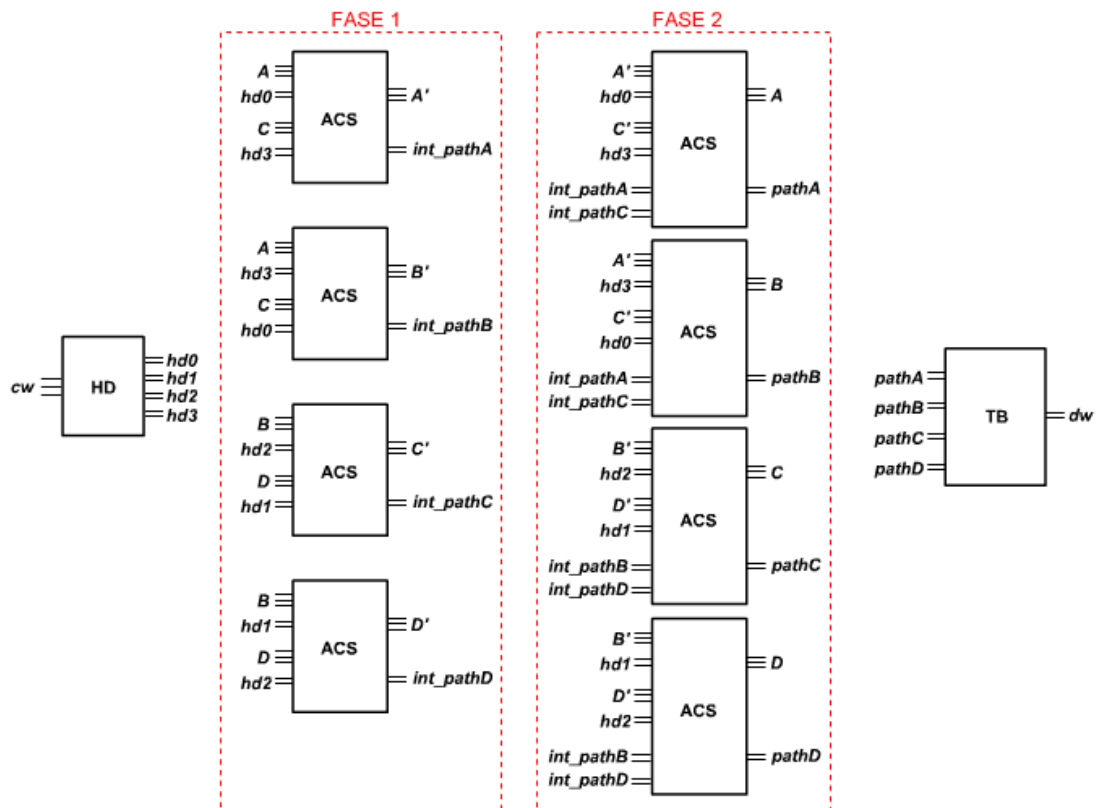 FASE 1
FASE 2
cw
HD
hd0
hd1
hd2
hd3
A
hd0
C
hd3
ACS
A'
int_pathA
A
hd3
C
hd0
ACS
B'
int_pathB
B
hd2
D
hd1
ACS
C'
int_pathC
B
hd1
D
hd2
ACS
D'
int_pathD
A'
hd0
C'
hd3
int_pathA
int_pathC
ACS
A
pathA
A'
hd3
C'
hd0
int_pathA
int_pathC
ACS
B
pathB
B'
hd2
D'
hd1
int_pathB
int_pathD
ACS
C
pathC
B'
hd1
D'
hd2
int_pathB
int_pathD
ACS
D
pathD
pathA
pathB
pathC
pathD
TB
dw